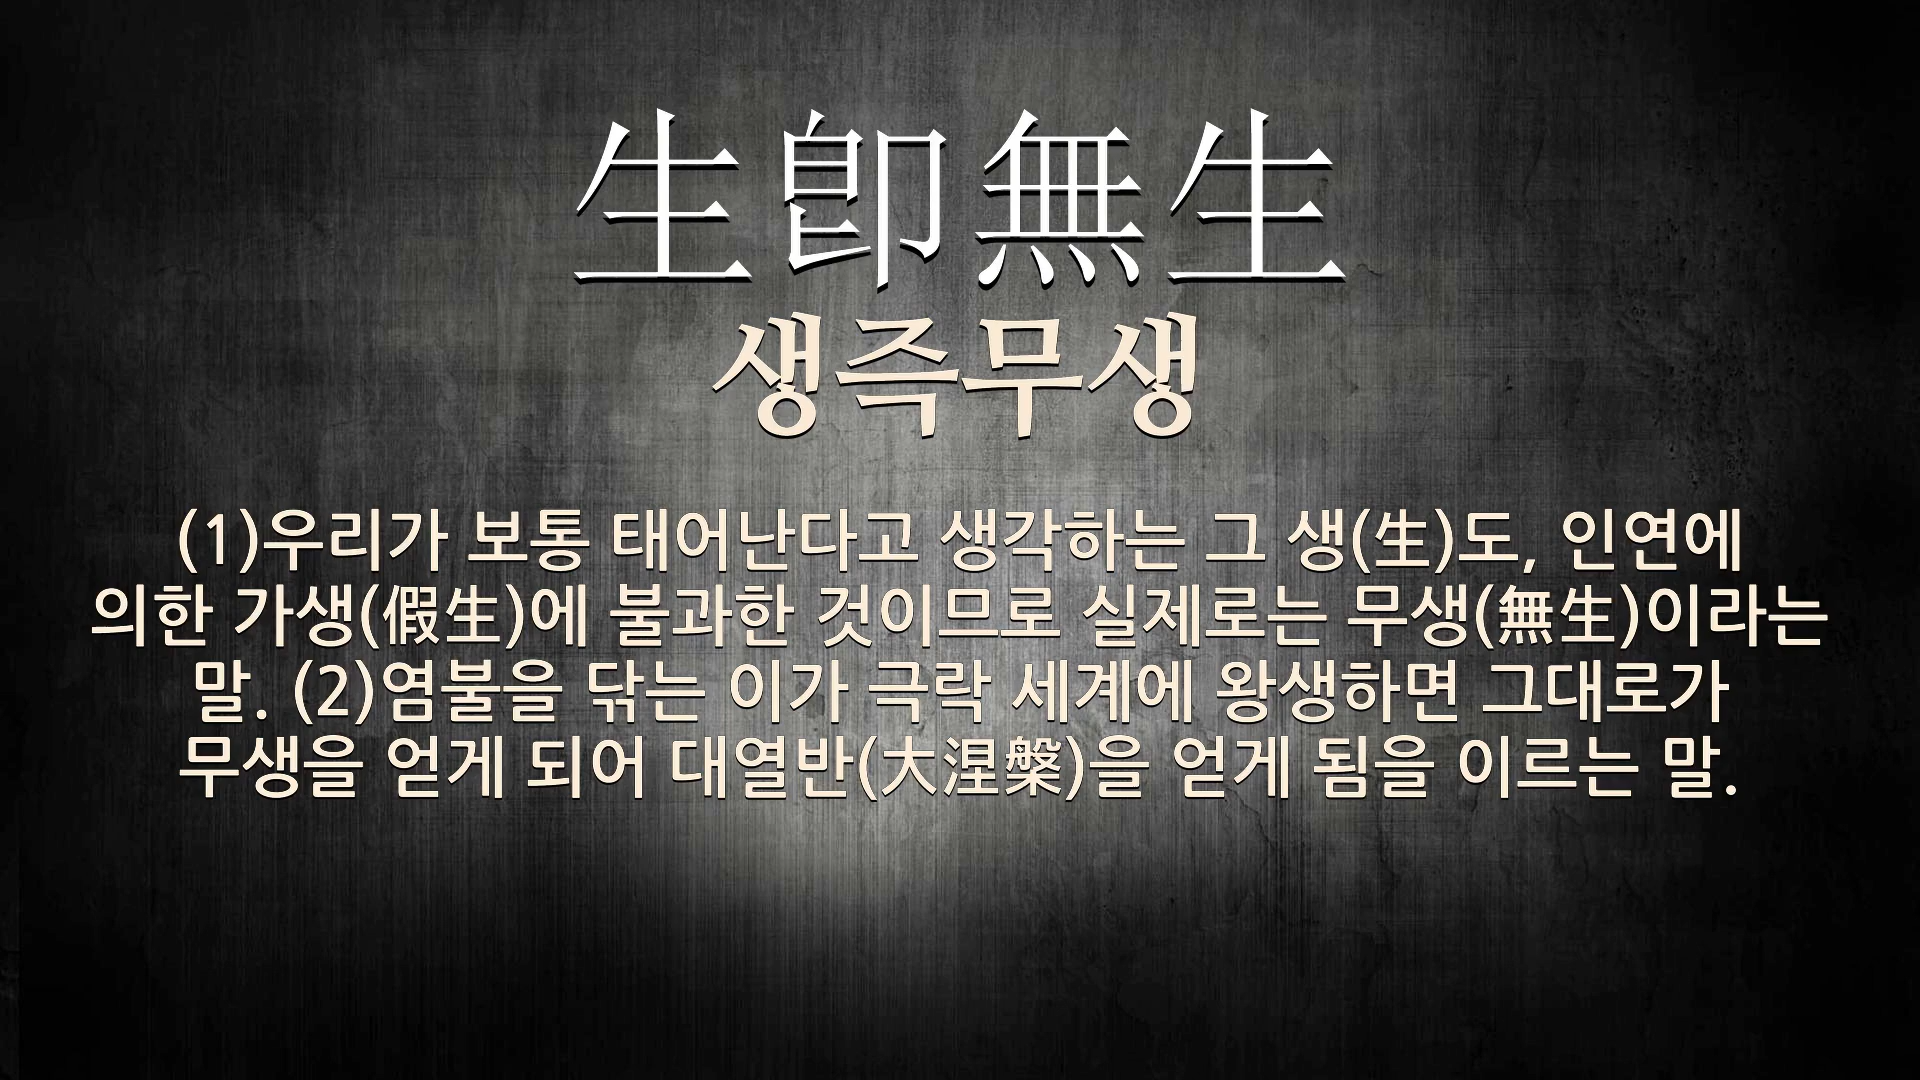 生卽無生
생즉무생
(1)우리가 보통 태어난다고 생각하는 그 생(生)도, 인연에
의한 가생(假生)에 불과한 것이므로 실제로는 무생(無生)이라는
말. (2)염불을 닦는 이가 극락 세계에 왕생하면 그대로가
무생을 얻게 되어 대열반(大涅槃)을 얻게 됨을 이르는 말.